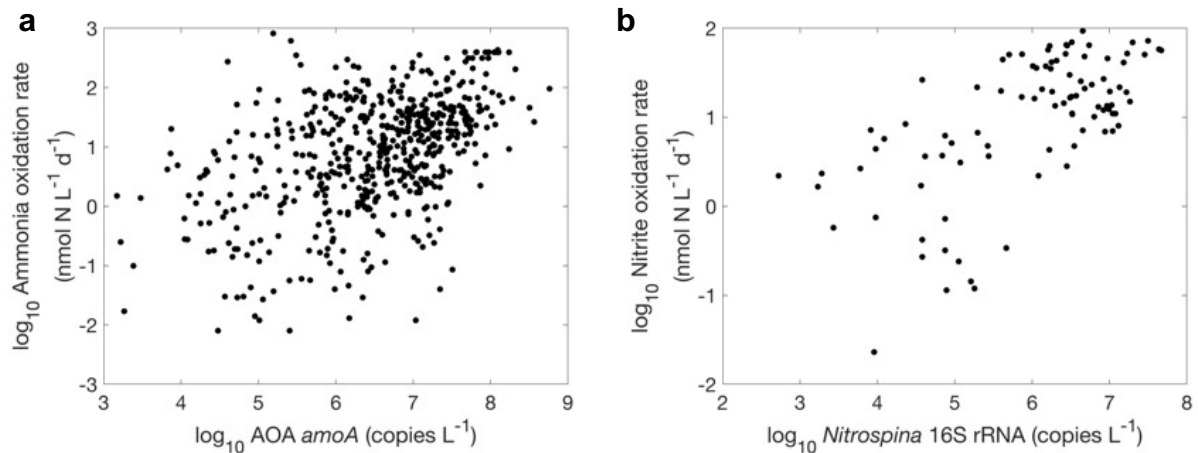 a
3
2
1
0
-1
-2
-3
3 4 5 6 7 8 9
log10 Ammonia oxidation rate
(nmol N L-1 d-1)
log10 AOA amoA (copies L-1)
b
2
1
0
-1
-2
2 3 4 5 6 7 8
log10 Nitrite oxidation rate
(nmol N L-1 d-1)
log10 Nitrospina 16S rRNA (copies L-1)